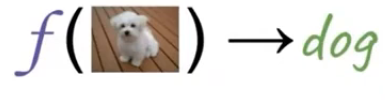 f( ) → dog